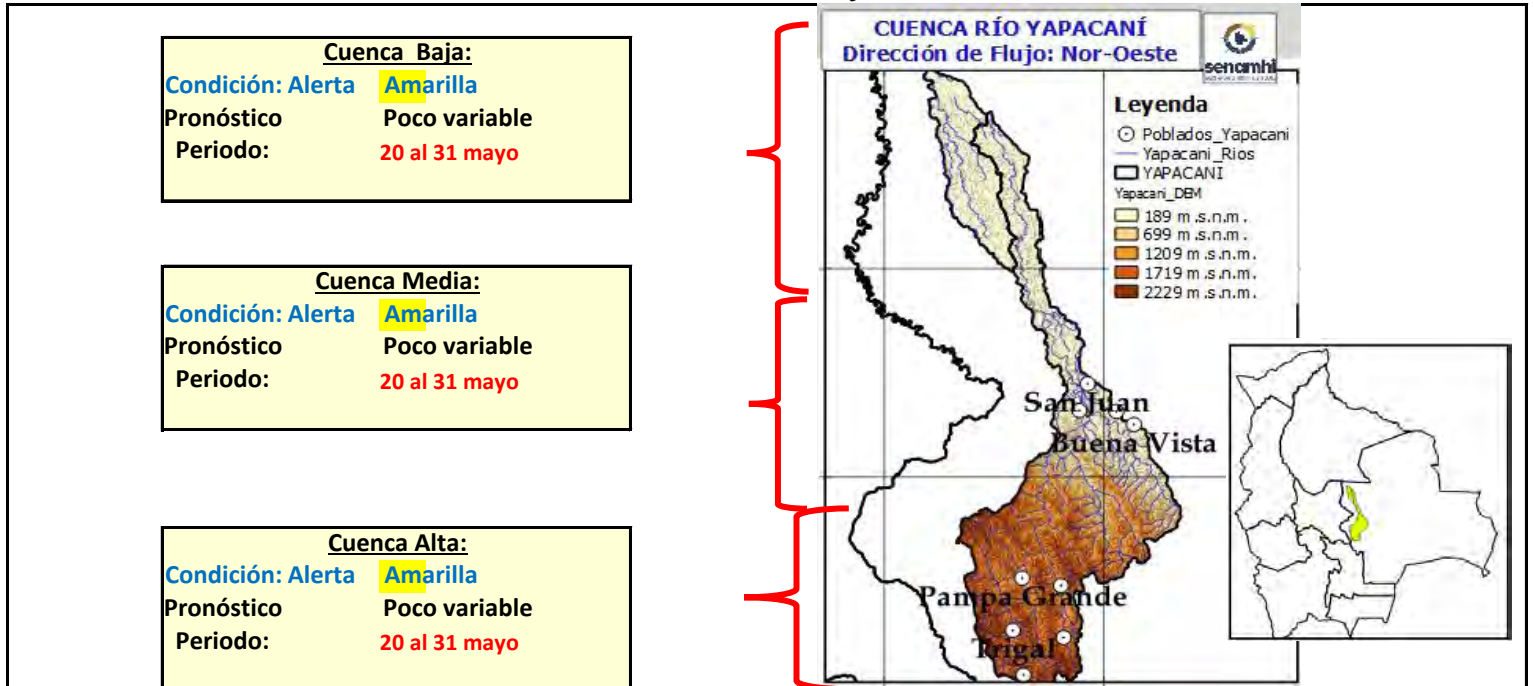 Cuenca Baja:
Condición: Alerta Amarilla
Pronóstico Poco variable
Periodo: 20 al 31 mayo
Cuenca Media:
Condición: Alerta Amarilla
Pronóstico Poco variable
Periodo: 20 al 31 mayo
Cuenca Alta:
Condición: Alerta Amarilla
Pronóstico Poco variable
Periodo: 20 al 31 mayo
CUENCA RÍO YAPACANÍ
Dirección de Flujo: Nor-Oeste
senamhi
Leyenda
Poblados_Yapacani
Yapacani_Rios
YAPACANI
Yapacani_DEM
189 m.s.n.m.
699 m.s.n.m.
1209 m.s.n.m.
1719 m.s.n.m.
2229 m.s.n.m.
San Juan
Buena Vista
Pampa Grande
Trigal